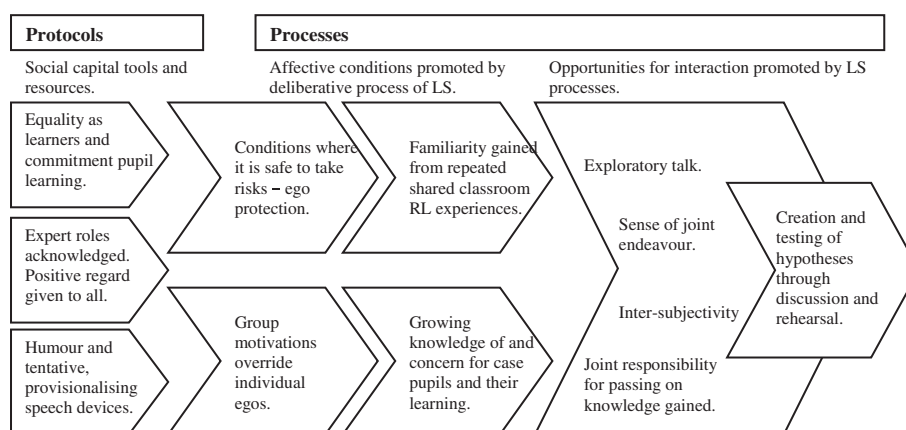 Protocols
Processes
Social capital tools and
resources.
Affective conditions promoted by
deliberative process of LS.
Opportunities for interaction promoted by LS
processes.
Equality as
learners and
commitment pupil
learning.
Expert roles
acknowledged.
Positive regard
given to all.
Humour and
tentative,
provisionalising
speech devices.
Conditions where
it is safe to take
risks – ego
protection.
Group
motivations
override
individual
egos.
Familiarity gained
from repeated
shared classroom
RL experiences.
Growing
knowledge of and
concern for case
pupils and their
learning.
Exploratory talk.
Sense of joint
endeavour.
Inter-subjectivity
Joint responsibility
for passing on
knowledge gained.
Creation and
testing of
hypotheses
through
discussion and
rehearsal.